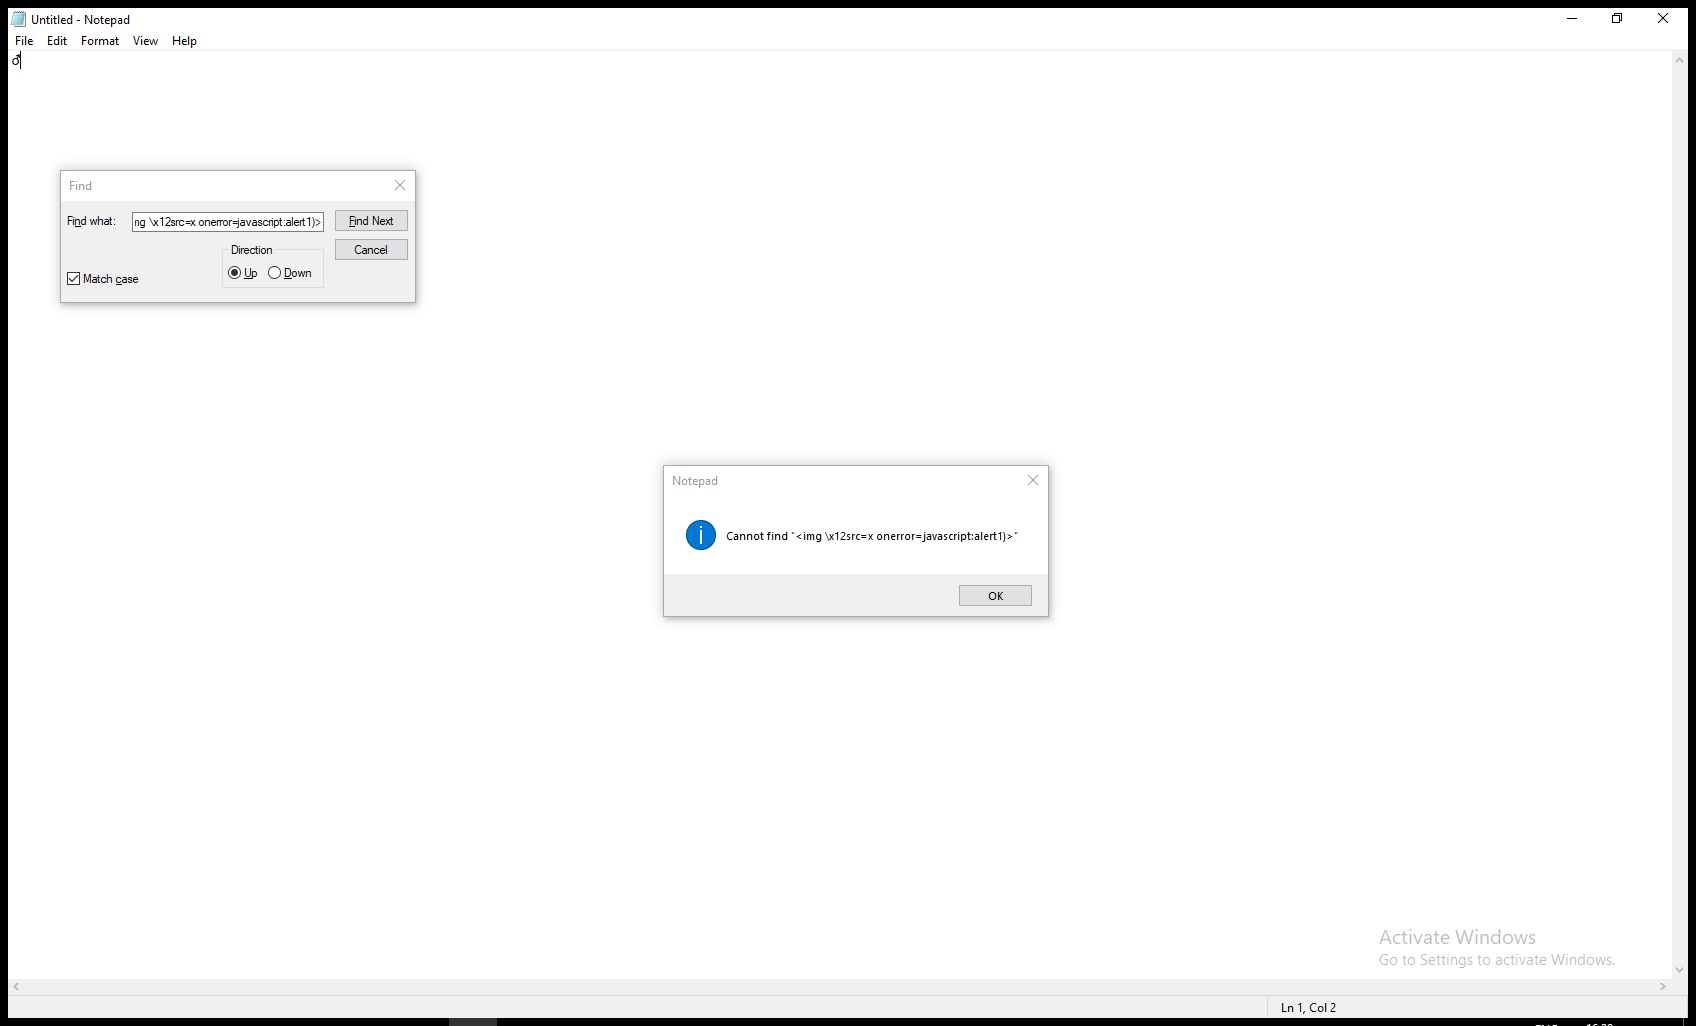 Untitled - Notepad
File Edit Format View Help
Find
Find what: ng \x12src=x onerror=javascript:alert1)> Find Next
Direction Cancel
Up Down
Match case
Notepad
Cannot find "<img \x12src=x onerror=javascript:alert1)>"
OK
Activate Windows
Go to Settings to activate Windows.
Ln 1, Col 2